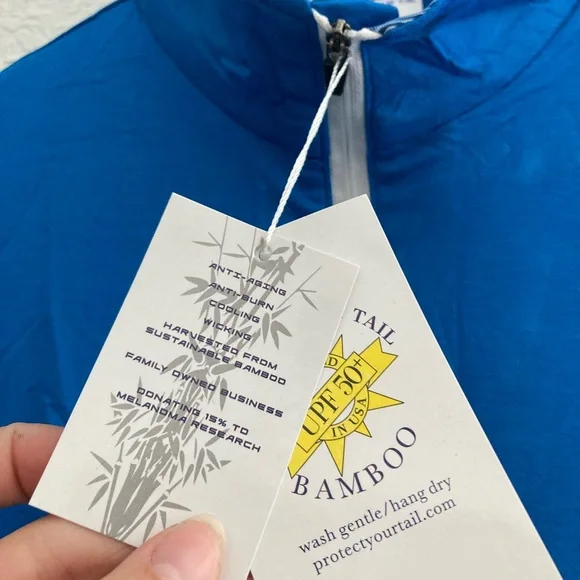 ANTI-AGING
ANTI-BURN
COOLING
WICKING
HARVESTED FROM
SUSTAINABLE BAMBOO
FAMILY OWNED BUSINESS
DONATING 15% TO
MELANOMA RESEARCH
TAIL
UPF 50+
IN USA
BAMBOO
wash gentle/hang dry
protectyourtail.com